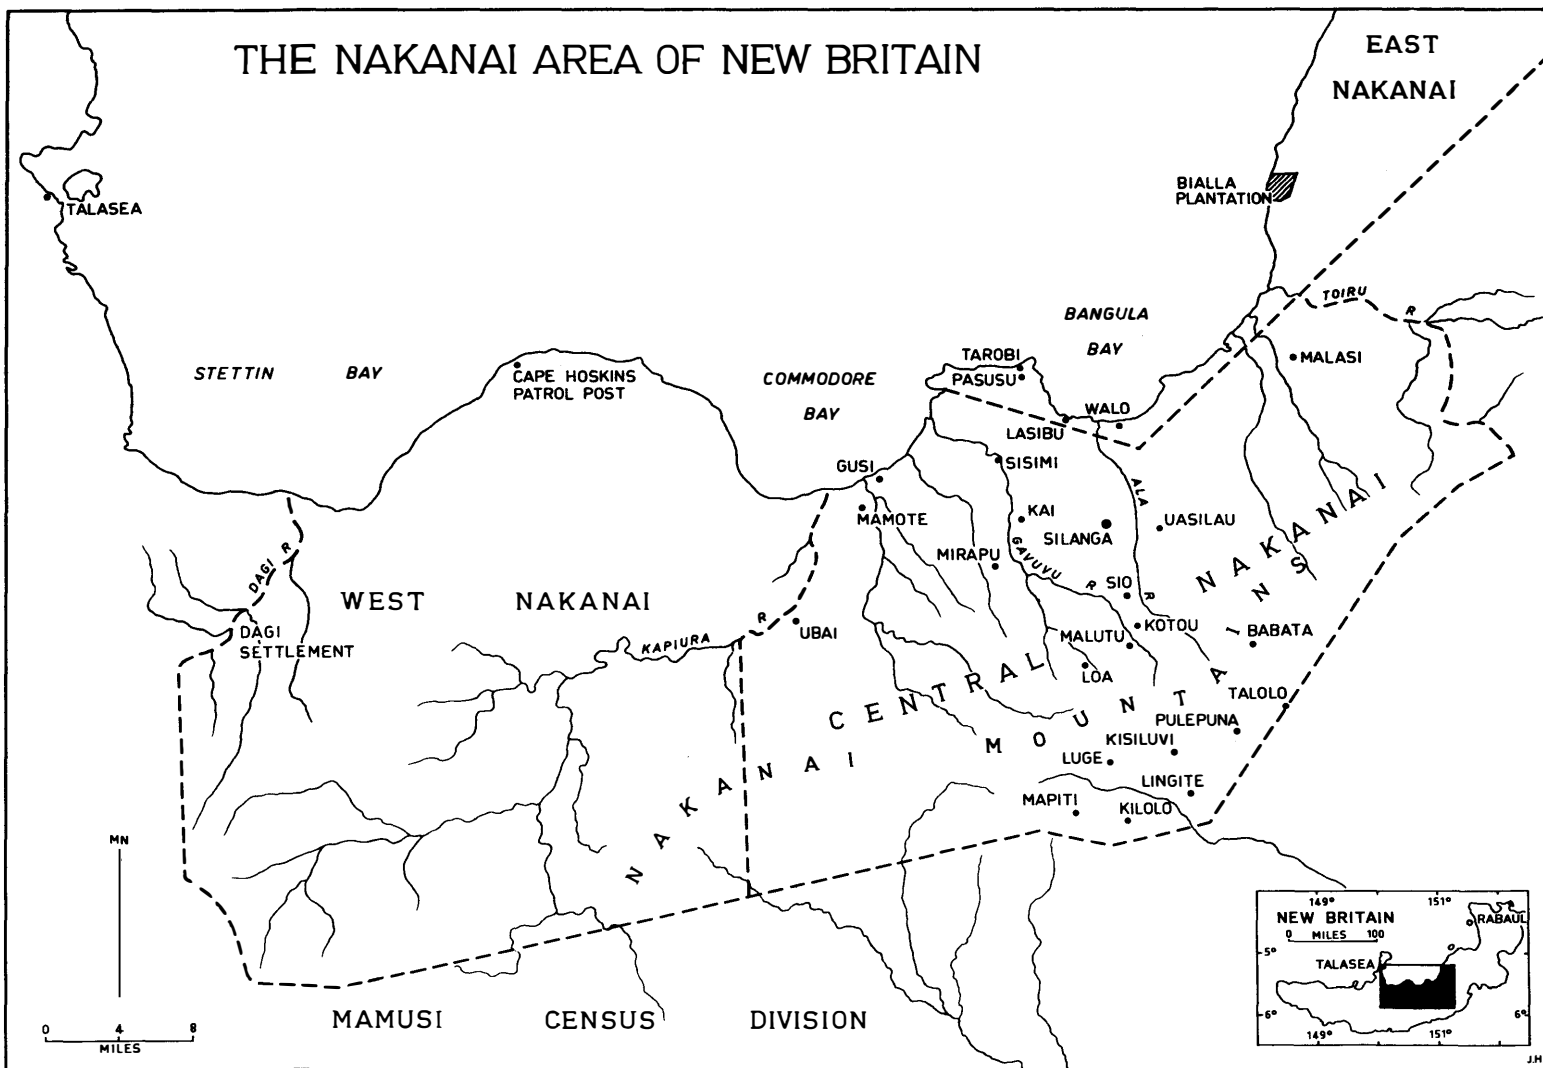 THE NAKANAI AREA OF NEW BRITAIN
EAST
NAKANAI
BIALLA
PLANTATION
TALASEA
TOIRU R
BANGULA
BAY
STETTIN BAY
CAPE HOSKINS
PATROL POST
COMMODORE
BAY
TAROBI
PASUSU
MALASI
WALO
LASIBU
GUSI
SISIMI
MAMOTE
KAI
ALA R
UASILAU
SILANGA
MIRAPU
GAVUVU R
SIO
DAGI R
WEST NAKANAI
DAGI
SETTLEMENT
KAPIURA R
UBAI
KOTOU
MALUTU
BABATA
LOA
CENTRAL NAKANAI
TALOLO
PULEPUNA
NAKANAI MOUNTAINS
KISILUVI
LUGE
LINGITE
MAPITI
KILOLO
MN
0 4 8
MILES
MAMUSI CENSUS DIVISION
149° 151°
NEW BRITAIN
RABAUL
0 MILES 100
5°
TALASEA
6° 6°
149° 151°
J.H